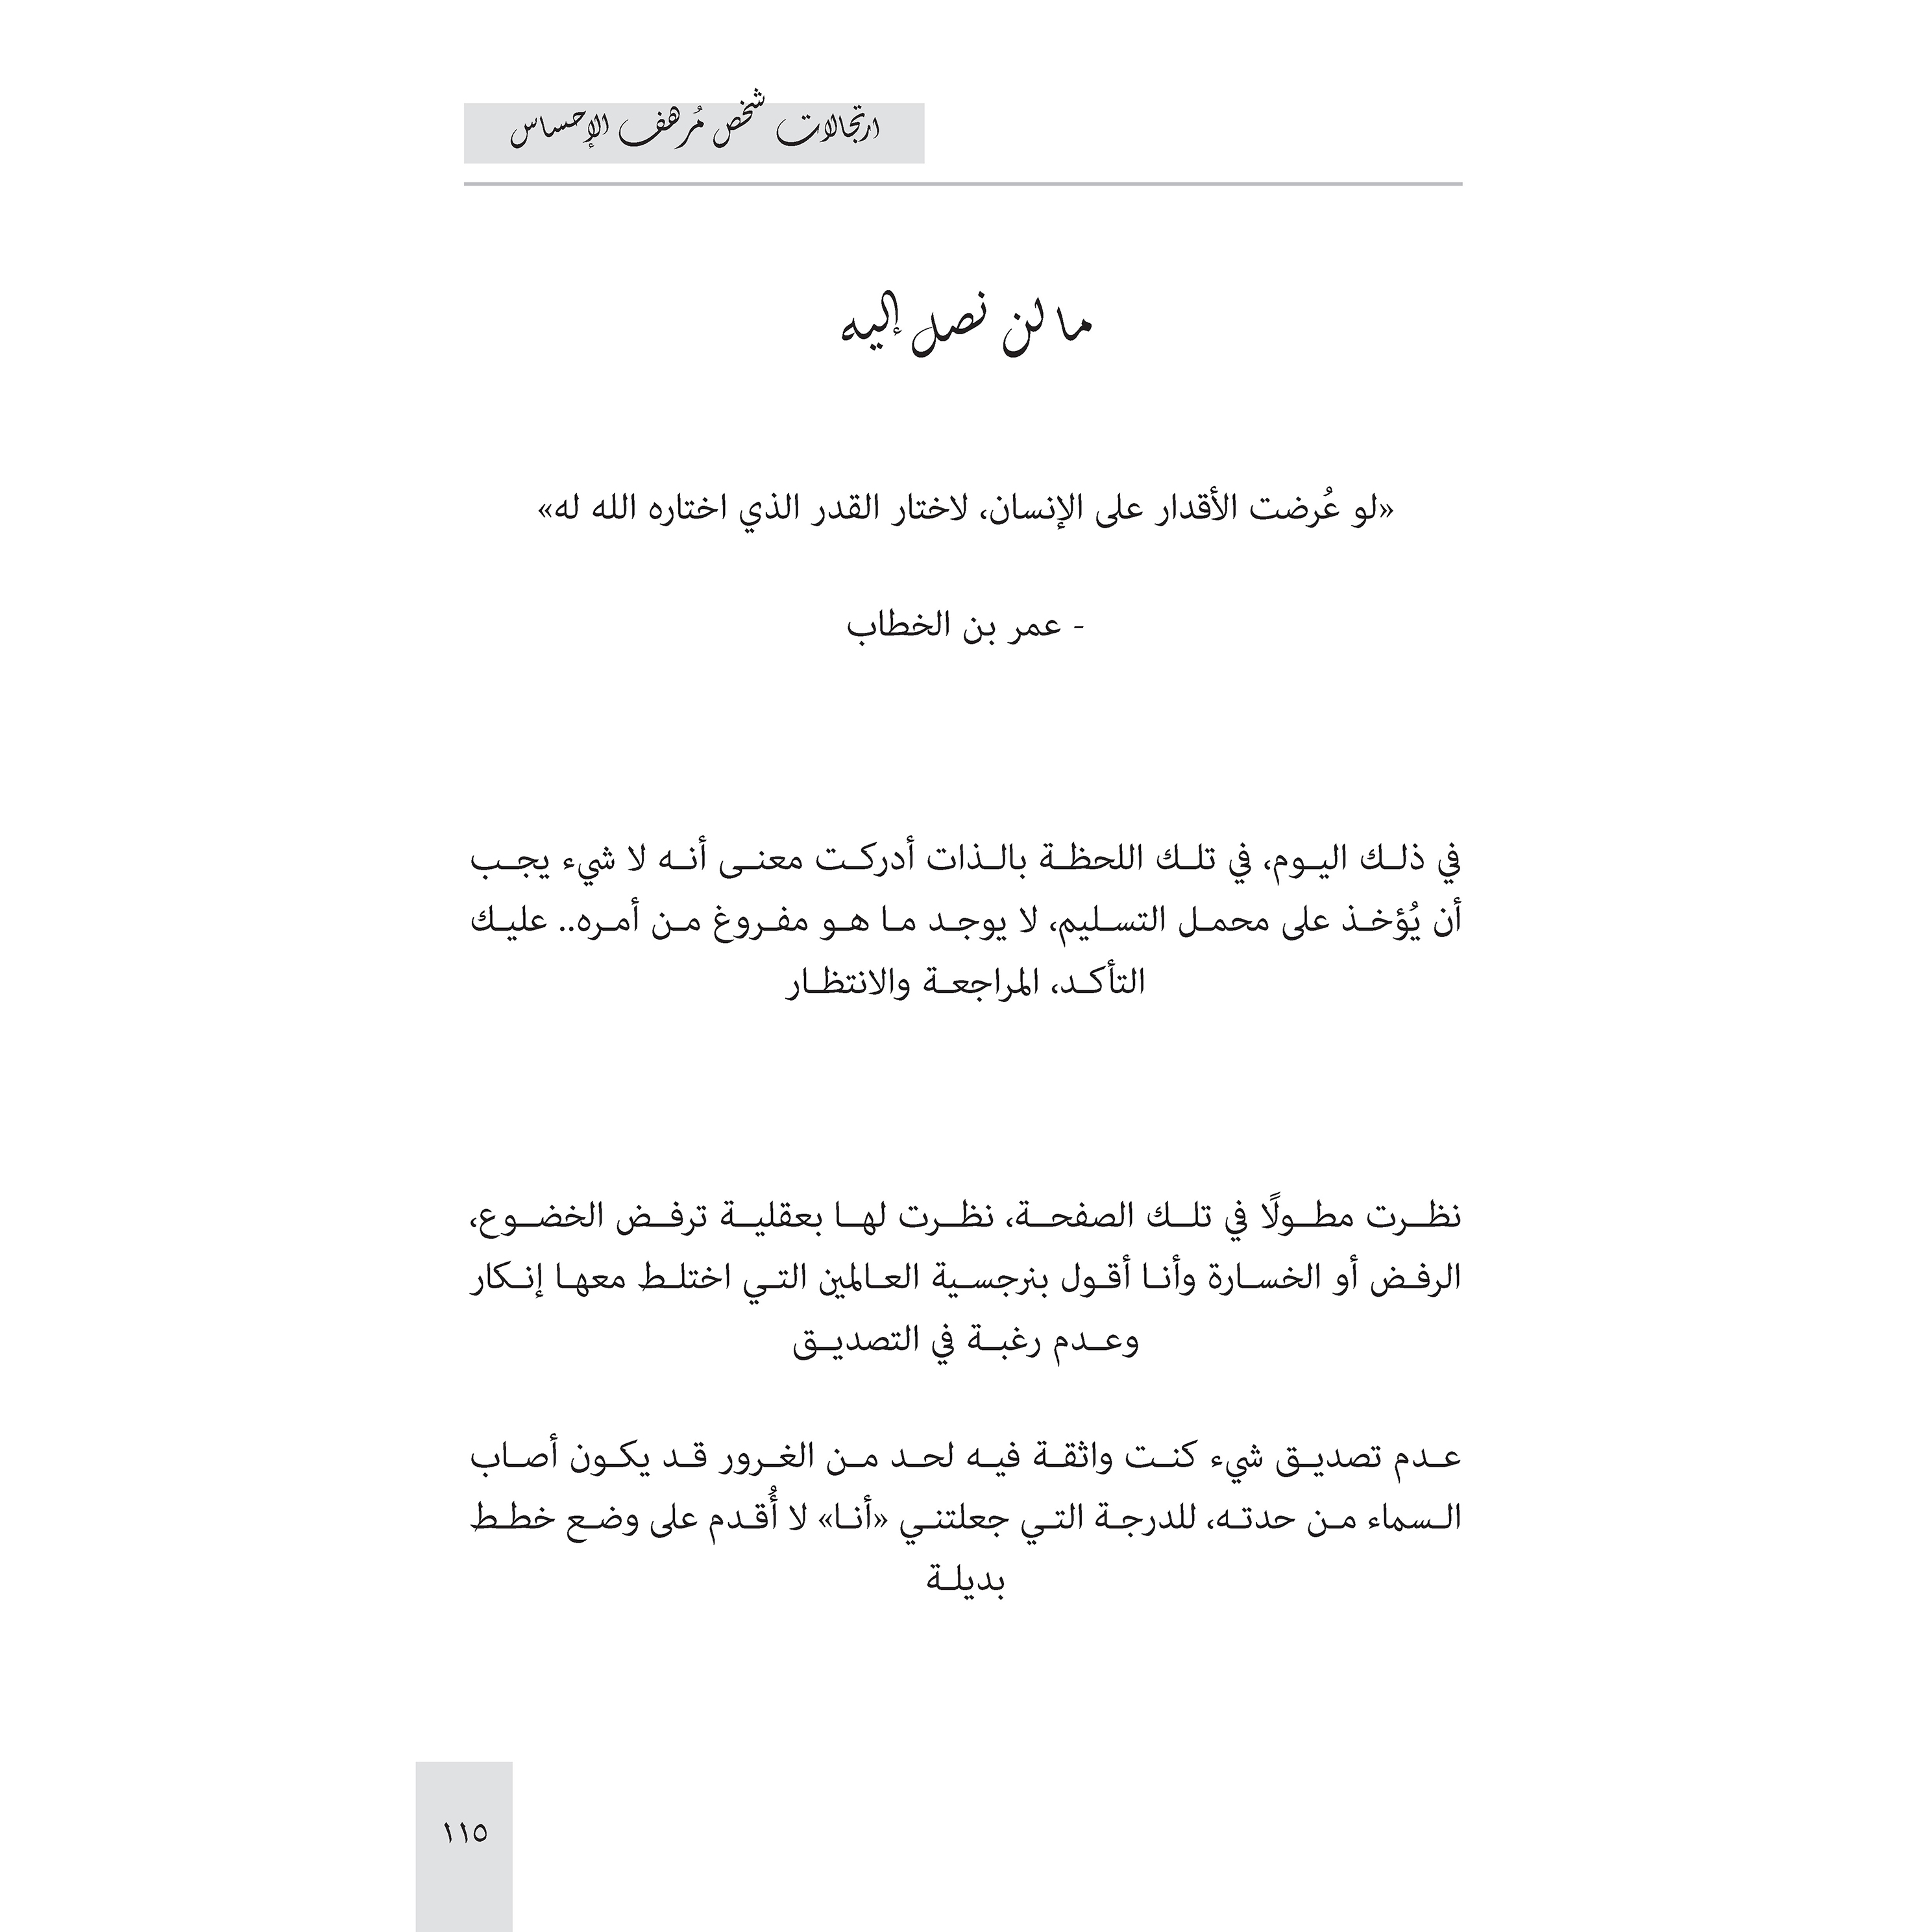 ارتجالات شخص مُرهف الإحساس
ما لن نصل إليه
«لو عُرضت الأقدار على الإنسان، لاختار القدر الذي اختاره الله له»
- عمر بن الخطاب
في ذلك اليوم، في تلك اللحظة بالذات أدركت معنى أنه لا شيء يجب
أن يُؤخذ على محمل التسليم، لا يوجد ما هو مفروغ من أمره.. عليك
التأكد، المراجعة والانتظار
نظرت مطولًا في تلك الصفحة، نظرت لها بعقلية ترفض الخضوع،
الرفض أو الخسارة وأنا أقول بنرجسية العالمين التي اختلط معها إنكار
وعدم رغبة في التصديق
عدم تصديق شيء كنت واثقة فيه لحد من الغرور قد يكون أصاب
السماء من حدته، للدرجة التي جعلتني «أنا» لا أُقدم على وضع خطط
بديلة
١١٥